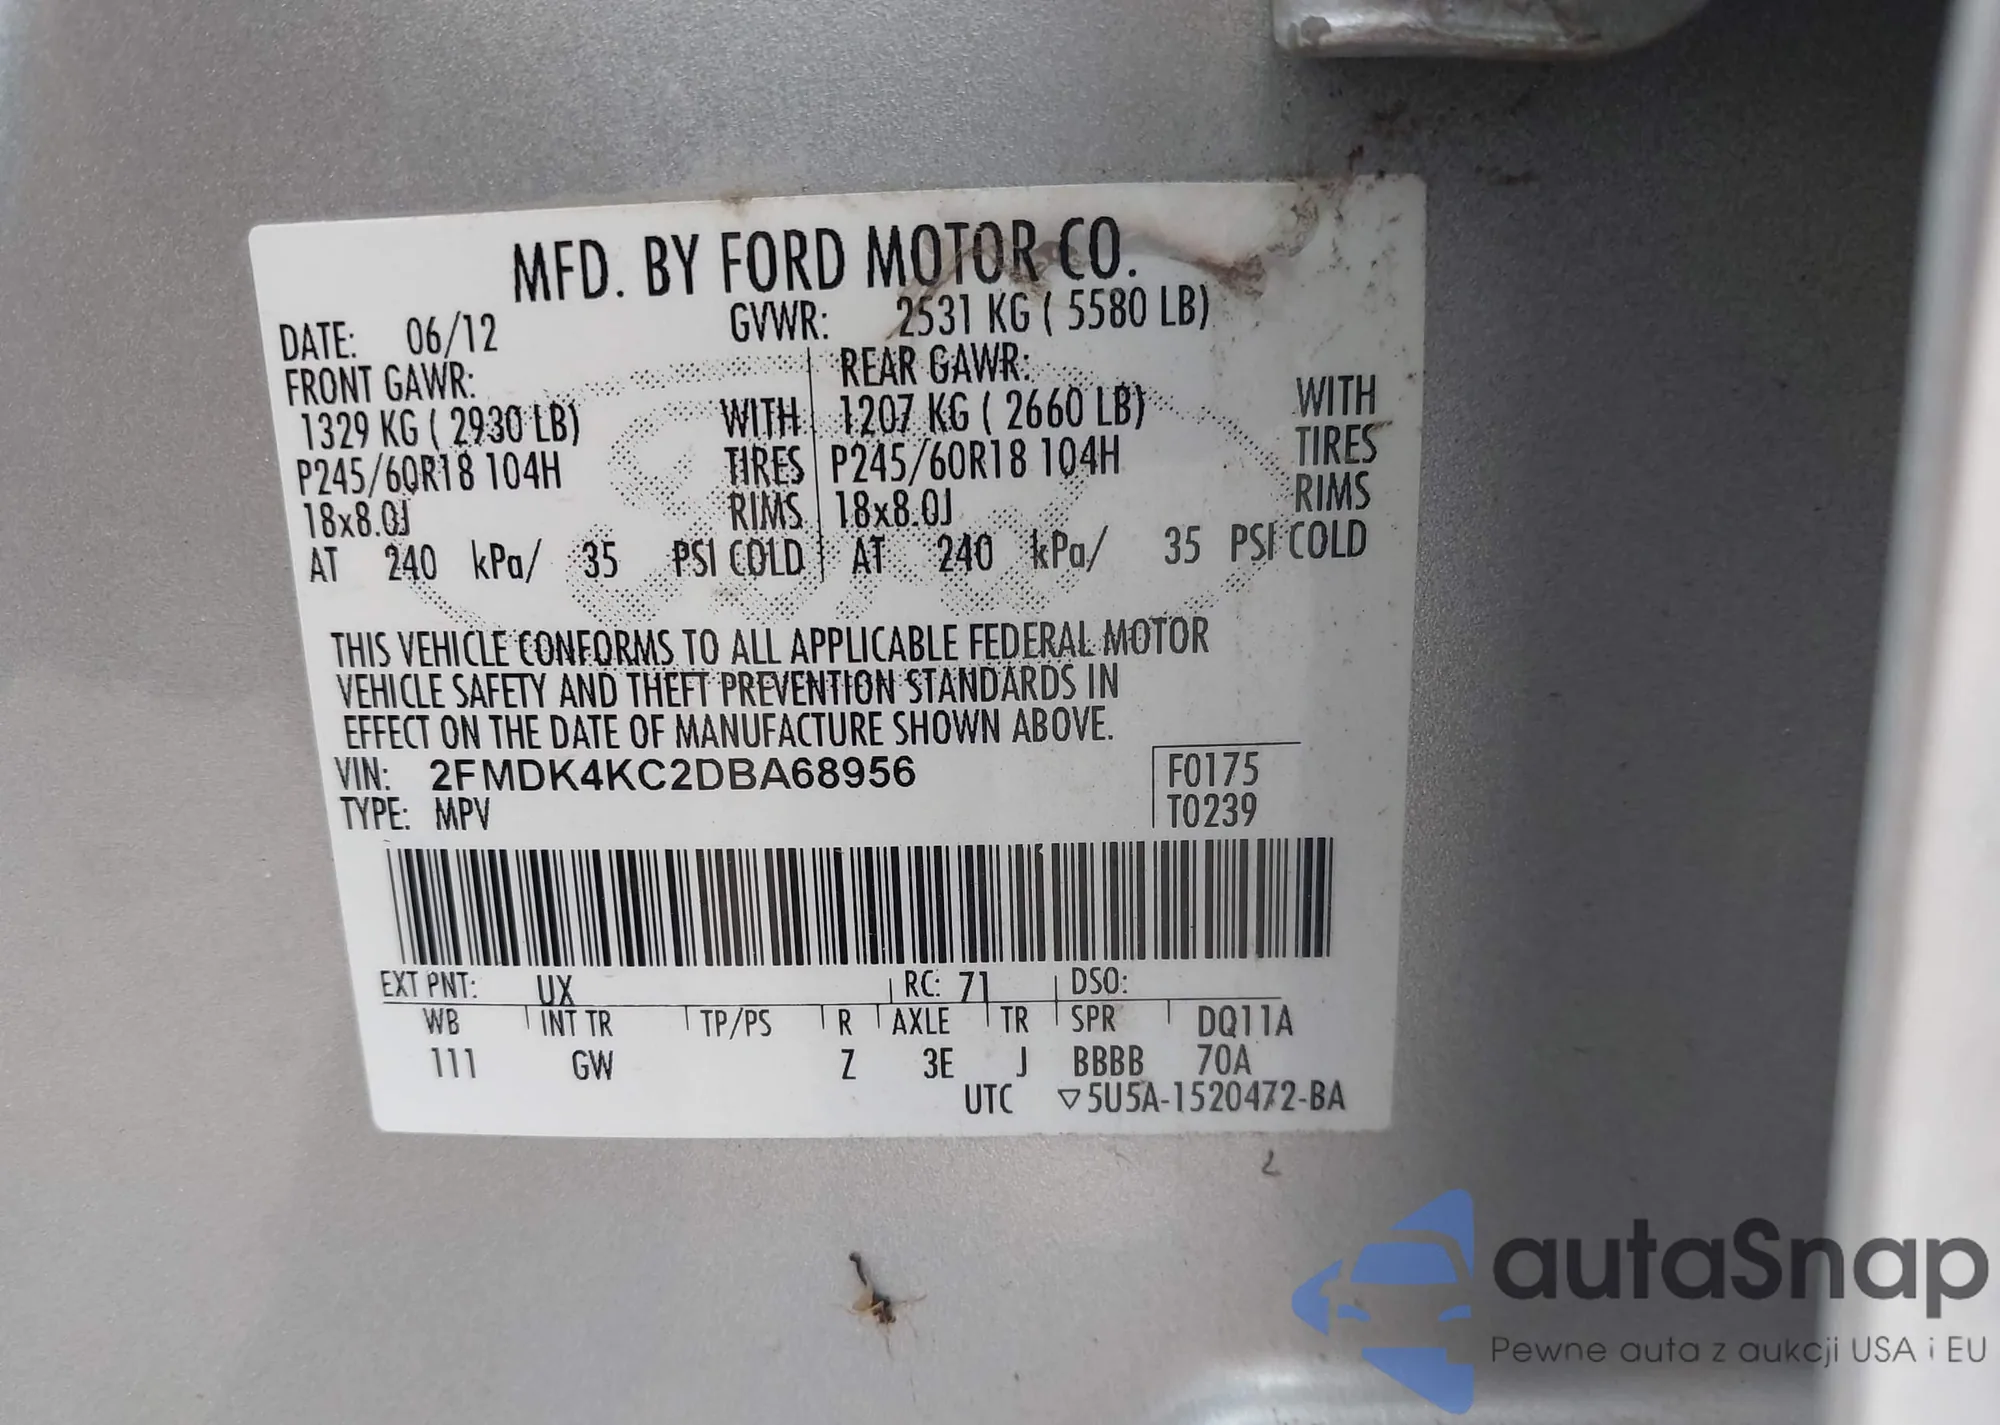 MFD. BY FORD MOTOR CO.
DATE: 06/12 GVWR: 2531 KG ( 5580 LB)
FRONT GAWR: REAR GAWR:
1329 KG ( 2930 LB) WITH 1207 KG ( 2660 LB) WITH
P245/60R18 104H TIRES P245/60R18 104H TIRES
18x8.0J RIMS 18x8.0J RIMS
AT 240 kPa/ 35 PSI COLD AT 240 kPa/ 35 PSI COLD
THIS VEHICLE CONFORMS TO ALL APPLICABLE FEDERAL MOTOR
VEHICLE SAFETY AND THEFT PREVENTION STANDARDS IN
EFFECT ON THE DATE OF MANUFACTURE SHOWN ABOVE.
VIN: 2FMDK4KC2DBA68956 F0175
TYPE: MPV T0239
EXT PNT: UX RC: 71 DSO:
WB INT TR TP/PS R AXLE TR SPR DQ11A
111 GW Z 3E J BBBB 70A
UTC ▽5U5A-1520472-BA
autaSnap
Pewne auta z aukcji USA i EU